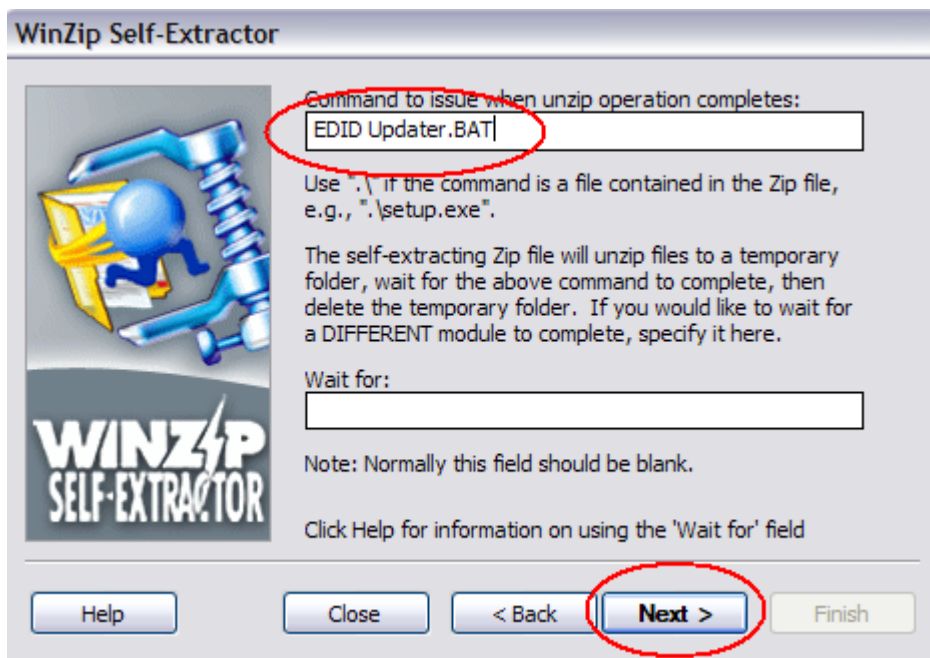 WinZip Self-Extractor
Command to issue when unzip operation completes:
EDID Updater.BAT
Use ".\" if the command is a file contained in the Zip file,
e.g., ".\setup.exe".
The self-extracting Zip file will unzip files to a temporary
folder, wait for the above command to complete, then
delete the temporary folder. If you would like to wait for
a DIFFERENT module to complete, specify it here.
Wait for:
Note: Normally this field should be blank.
Click Help for information on using the 'Wait for' field
WINZIP
SELF-EXTRACTOR
Help
Close
< Back
Next >
Finish